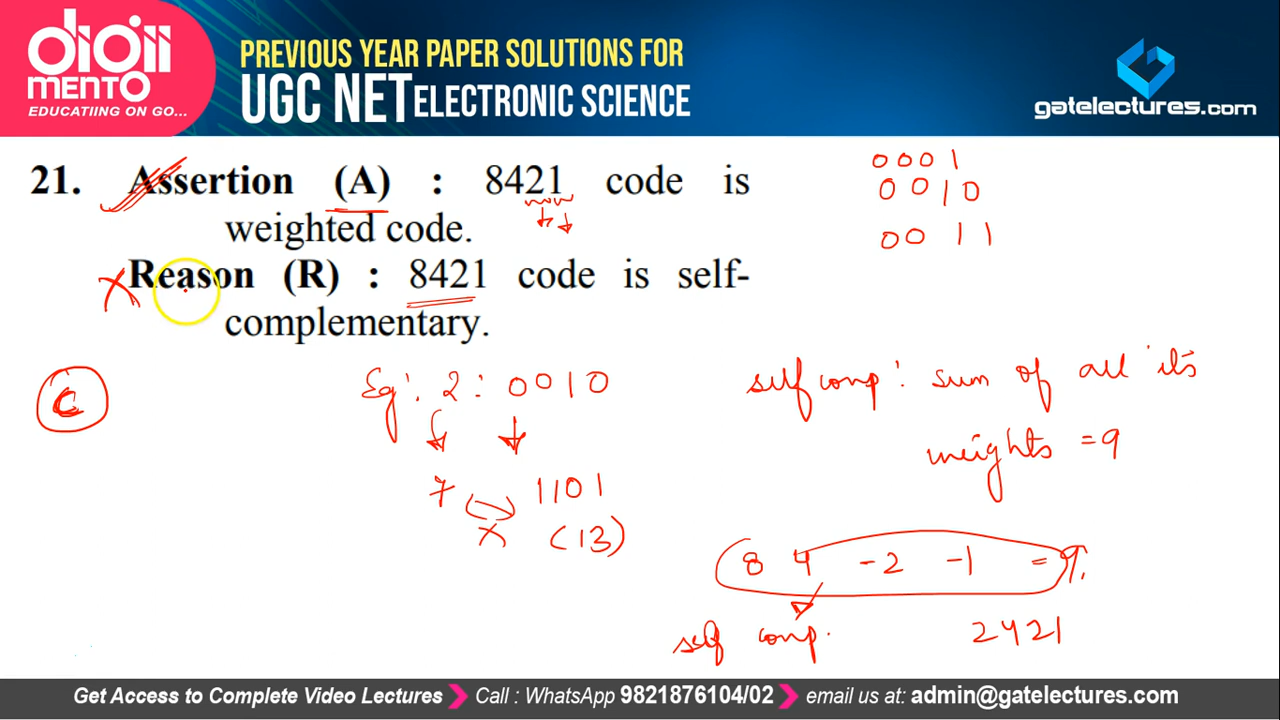 dioii
MENTO
EDUCATIING ON GO...
PREVIOUS YEAR PAPER SOLUTIONS FOR
UGC NET ELECTRONIC SCIENCE
gatelectures.com
21. Assertion (A) : 8421 code is
weighted code.
Reason (R) : 8421 code is self-
complementary.
0001
0010
0011
C
Eg: 2: 0010
7 1101
x (13)
self comp: sum of all its
weights = 9
8 4 -2 -1 = 9
self comp.
2421
Get Access to Complete Video Lectures Call : WhatsApp 9821876104/02 email us at: admin@gatelectures.com